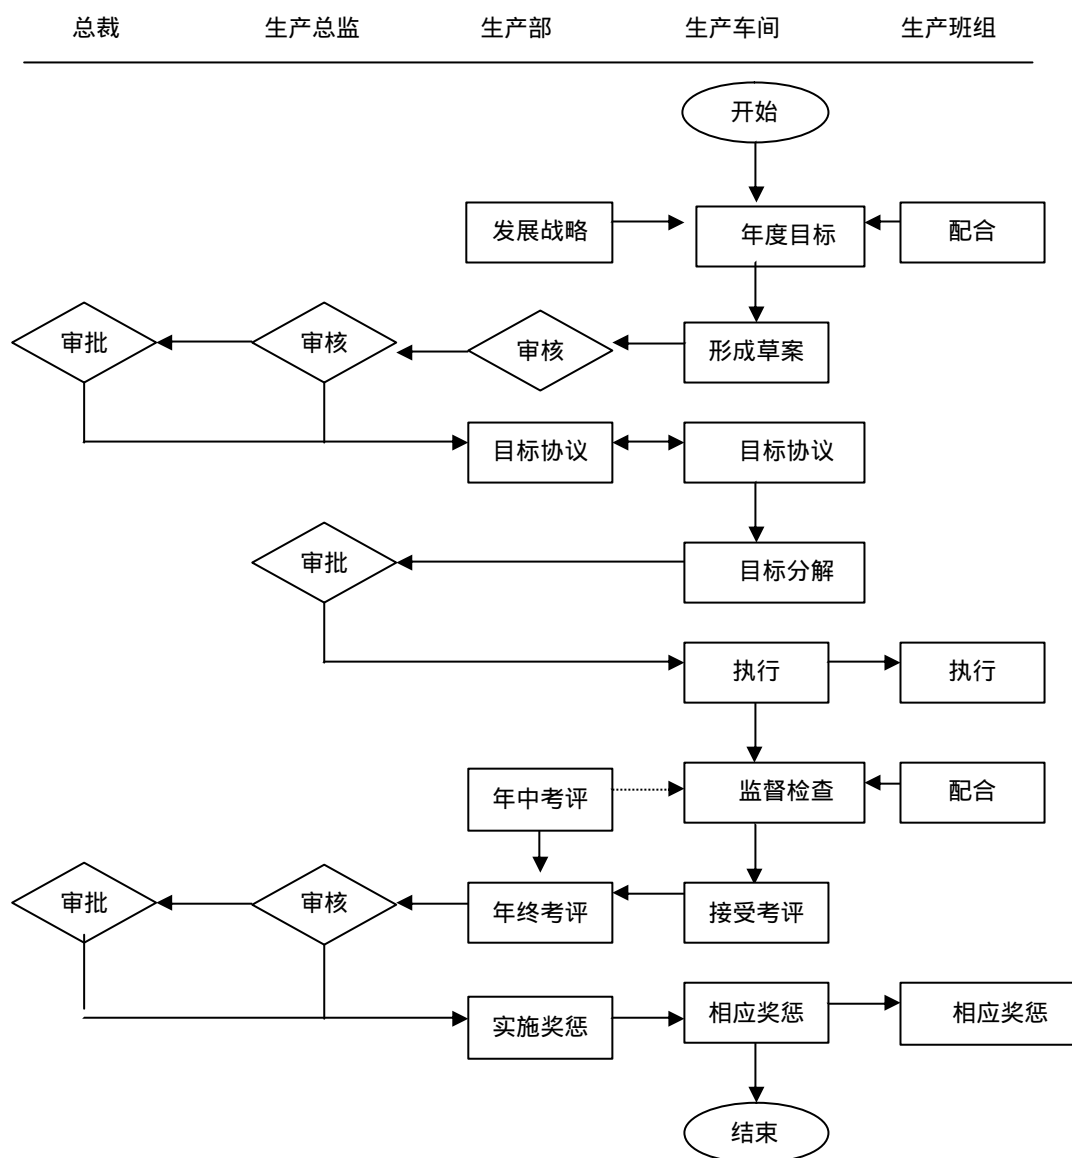 总裁 生产总监 生产部 生产车间 生产班组
开始
发展战略 年度目标 配合
审批 审核 审核 形成草案
目标协议 目标协议
审批 目标分解
执行 执行
年中考评 监督检查 配合
审批 审核 年终考评 接受考评
实施奖惩 相应奖惩 相应奖惩
结束